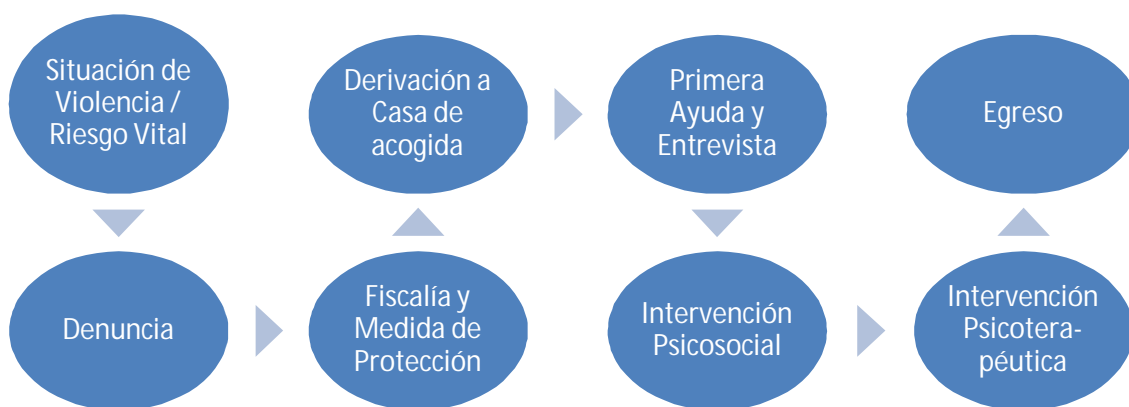 Situación de
Violencia /
Riesgo Vital
Denuncia
Fiscalía y
Medida de
Protección
Derivación a
Casa de
acogida
Primera
Ayuda y
Entrevista
Intervención
Psicosocial
Intervención
Psicotera-
péutica
Egreso